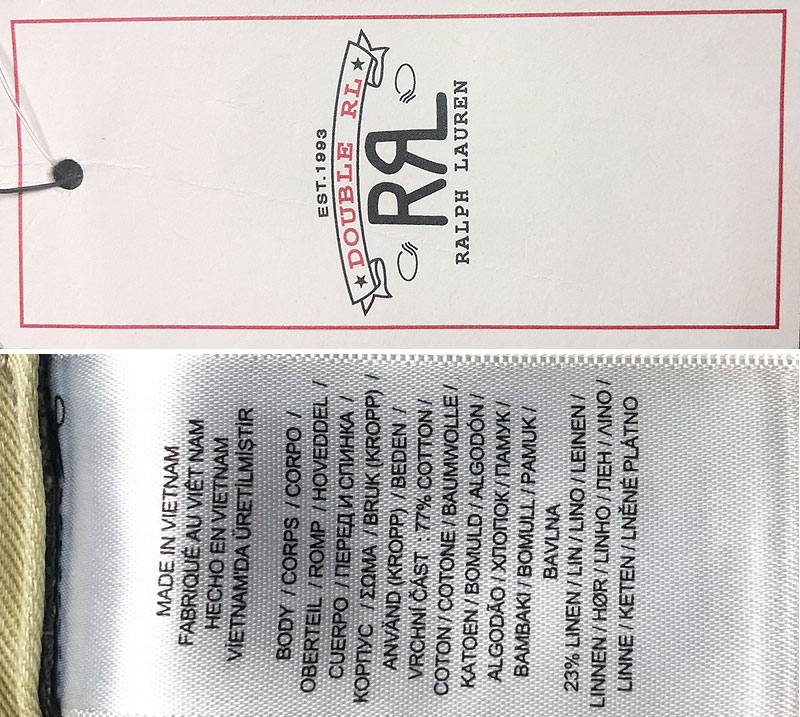 EST.1993
★ DOUBLE RL ★
RRL
RALPH LAUREN
MADE IN VIETNAM
FABRIQUÉ AU VIÊT NAM
HECHO EN VIETNAM
VIETNAM'DA ÜRETİLMİŞTİR
BODY / CORPS / CORPO /
OBERTEIL / ROMP / HOVEDDEL /
CUERPO / ПЕРЕД И СПИНКА /
КОРПУС / ΣΩΜΑ / BRUK (KROPP) /
ANVÄND (KROPP) / BEDEN /
VRCHNÍ ČÁST : 77% COTTON /
COTON / COTONE / BAUMWOLLE /
KATOEN / BOMULD / ALGODÓN /
ALGODÃO / ХЛОПОК / ПАМУК /
BAMBAKI / BOMULL / PAMUK /
BAVLNA
23% LINEN / LIN / LINO / LEINEN /
LINNEN / HØR / LINHO / ЛЕН / ΛΙΝΟ /
LINNE / KETEN / LNĚNÉ PLÁTNO